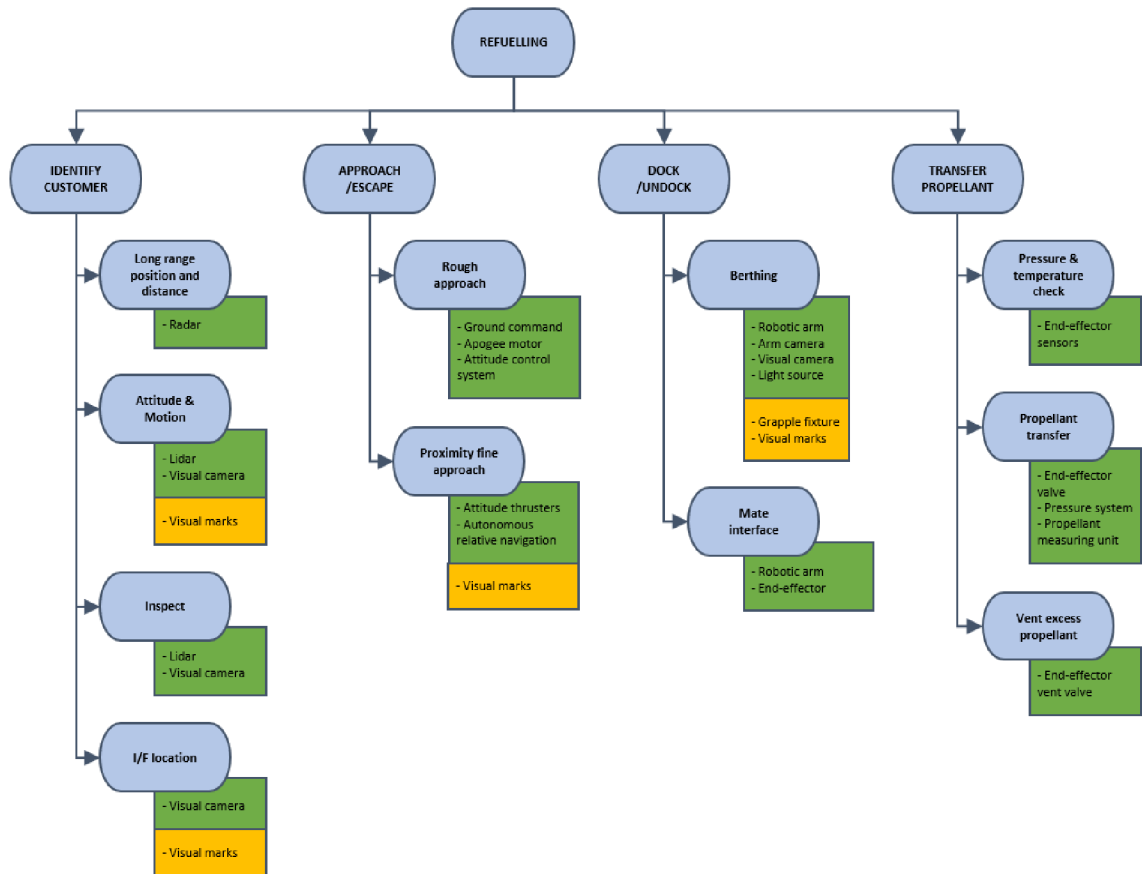 REFUELLING
IDENTIFY
CUSTOMER
Long range
position and
distance
- Radar
Attitude &
Motion
- Lidar
- Visual camera
- Visual marks
Inspect
- Lidar
- Visual camera
I/F location
- Visual camera
- Visual marks
APPROACH
/ESCAPE
Rough
approach
- Ground command
- Apogee motor
- Attitude control
system
Proximity fine
approach
- Attitude thrusters
- Autonomous
relative navigation
- Visual marks
DOCK
/UNDOCK
Berthing
- Robotic arm
- Arm camera
- Visual camera
- Light source
- Grapple fixture
- Visual marks
Mate
interface
- Robotic arm
- End-effector
TRANSFER
PROPELLANT
Pressure &
temperature
check
- End-effector
sensors
Propellant
transfer
- End-effector
valve
- Pressure system
- Propellant
measuring unit
Vent excess
propellant
- End-effector
vent valve